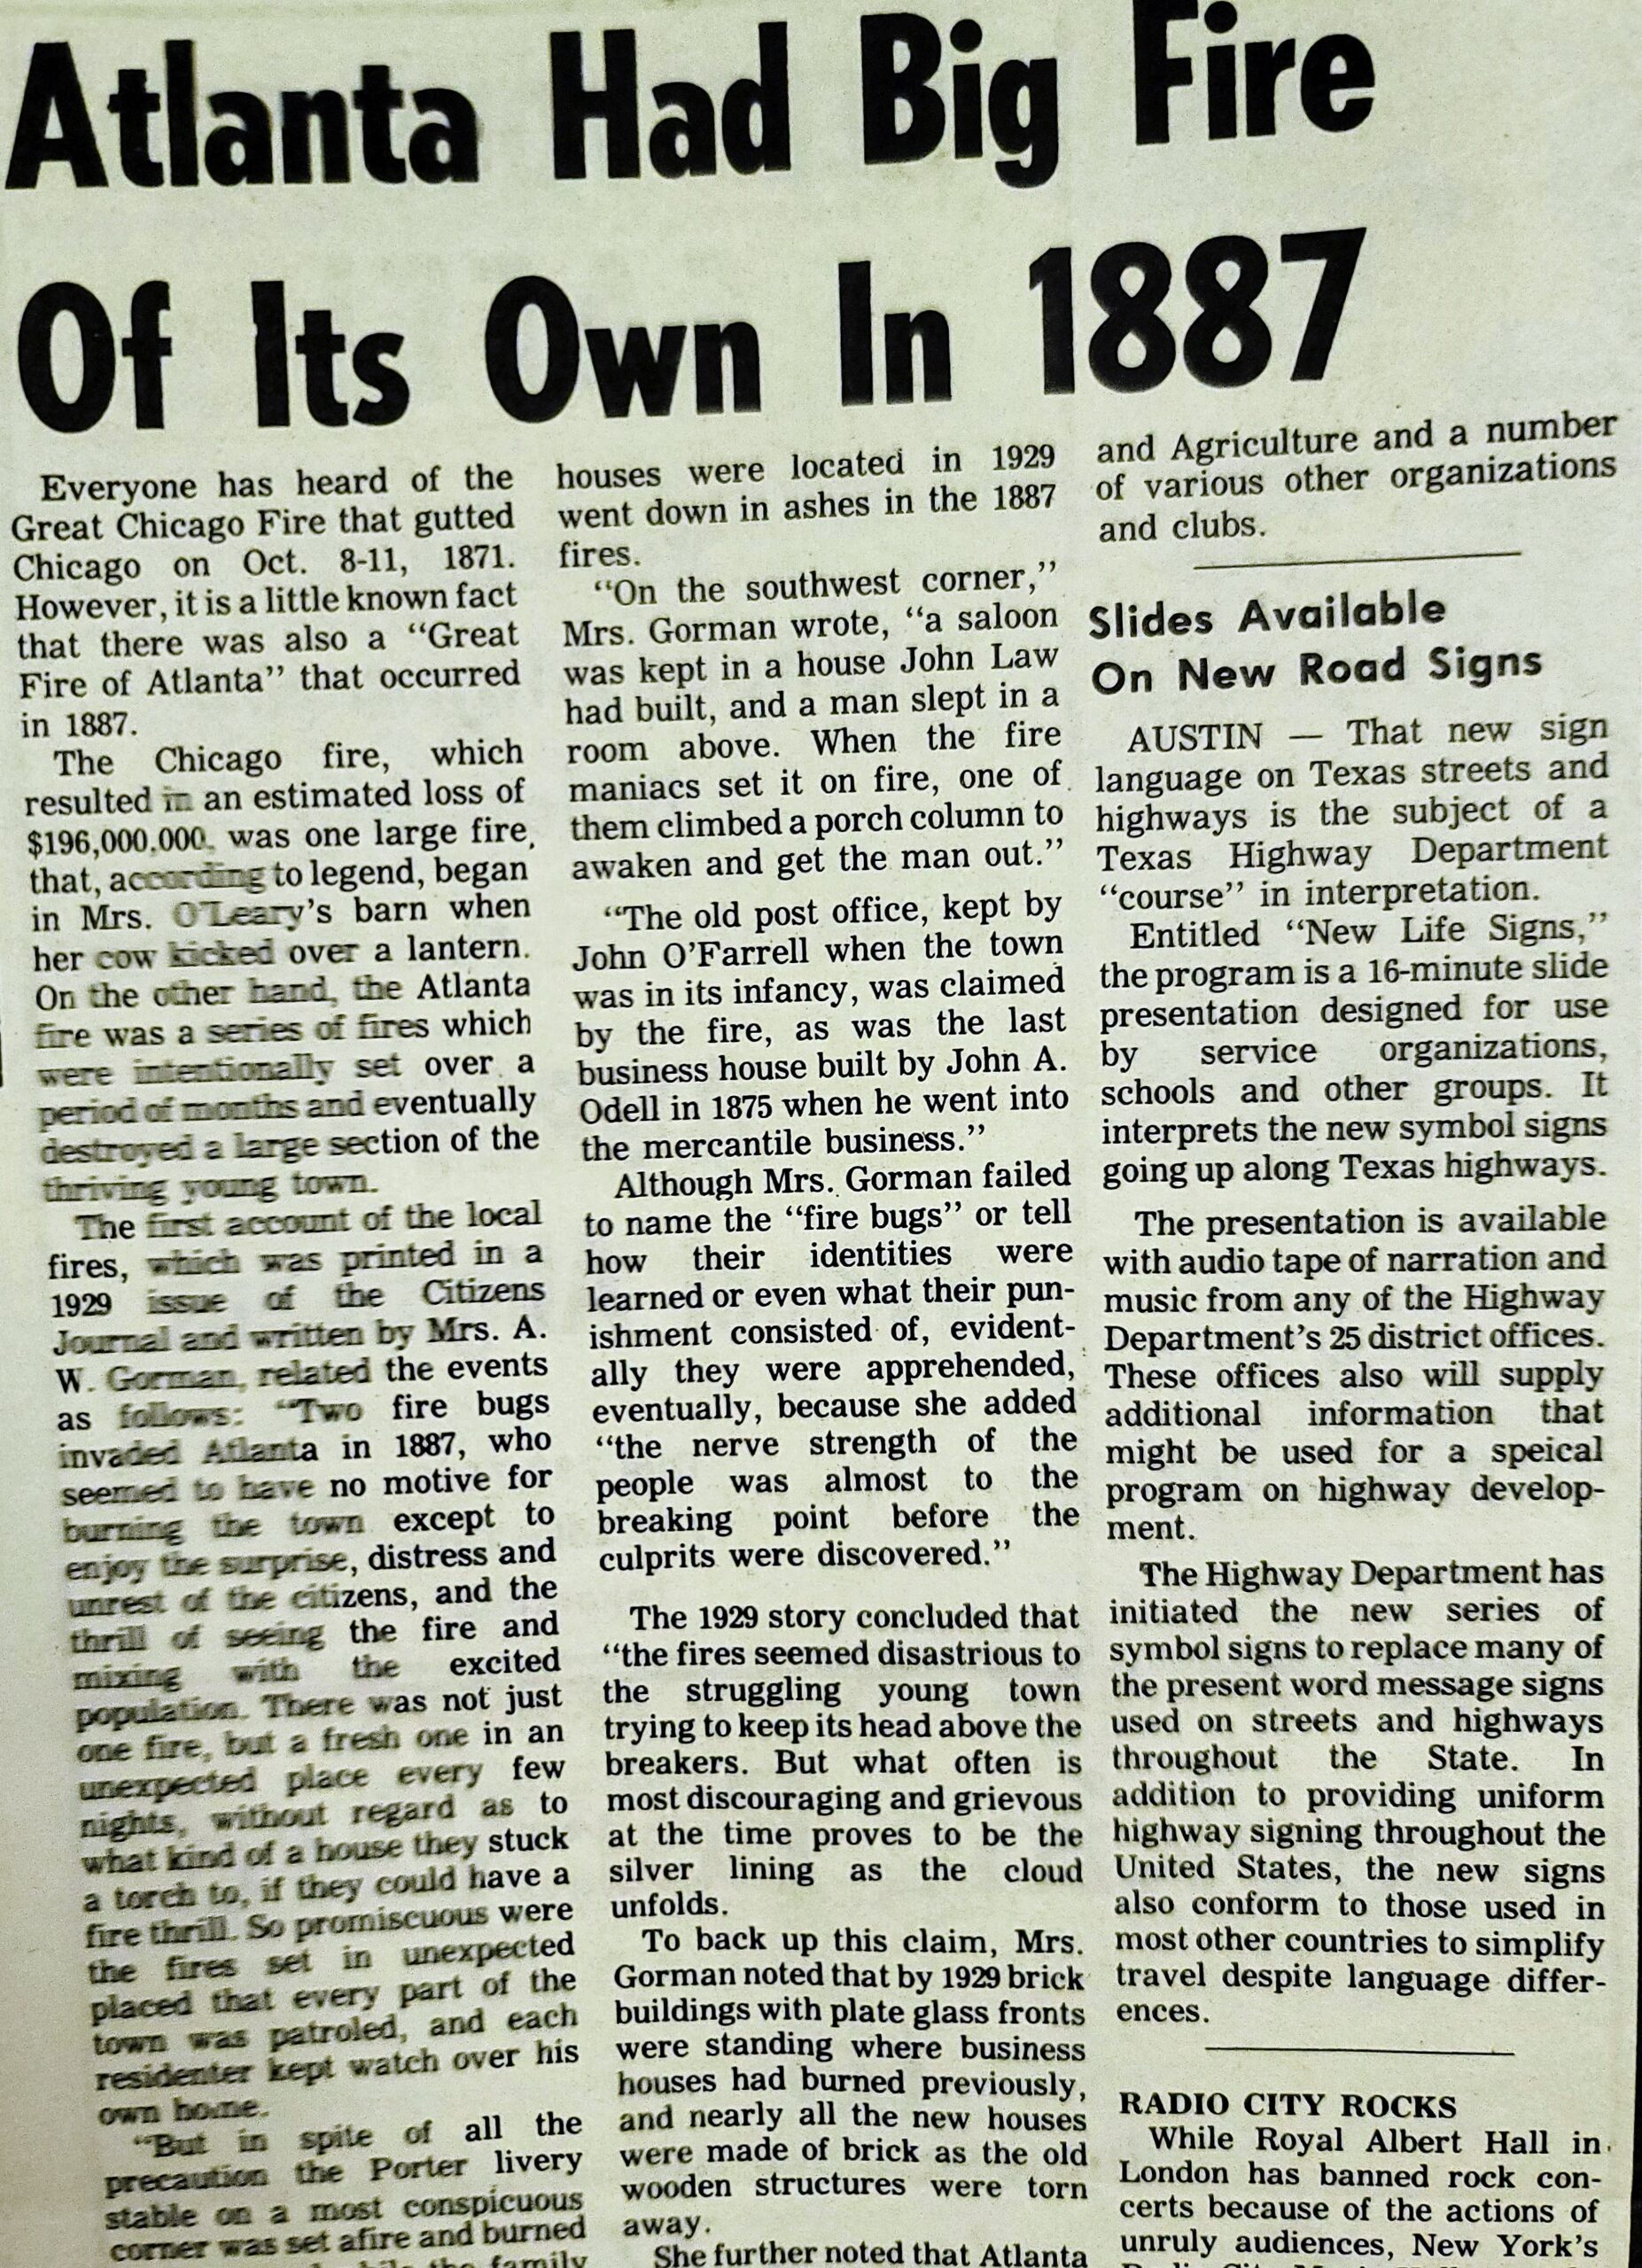 Atlanta Had Big Fire
Of Its Own In 1887
Everyone has heard of the
Great Chicago Fire that gutted
Chicago on Oct. 8-11, 1871.
However, it is a little known fact
that there was also a "Great
Fire of Atlanta" that occurred
in 1887.
The Chicago fire, which
resulted in an estimated loss of
$196,000,000, was one large fire,
that, according to legend, began
in Mrs. O'Leary's barn when
her cow kicked over a lantern.
On the other hand, the Atlanta
fire was a series of fires which
were intentionally set over a
period of months and eventually
destroyed a large section of the
thriving young town.
The first account of the local
fires, which was printed in a
1929 issue of the Citizens
Journal and written by Mrs. A.
W. Gorman, related the events
as follows: "Two fire bugs
invaded Atlanta in 1887, who
seemed to have no motive for
burning the town except to
enjoy the surprise, distress and
unrest of the citizens, and the
thrill of seeing the fire and
mixing with the excited
population. There was not just
one fire, but a fresh one in an
unexpected place every few
nights, without regard as to
what kind of a house they stuck
a torch to, if they could have a
fire thrill. So promiscuous were
the fires set in unexpected
placed that every part of the
town was patroled, and each
residenter kept watch over his
own home.
"But in spite of all the
precaution the Porter livery
stable on a most conspicuous
corner was set afire and burned
the family
houses were located in 1929
went down in ashes in the 1887
fires.
"On the southwest corner,"
Mrs. Gorman wrote, "a saloon
was kept in a house John Law
had built, and a man slept in a
room above. When the fire
maniacs set it on fire, one of
them climbed a porch column to
awaken and get the man out."
"The old post office, kept by
John O'Farrell when the town
was in its infancy, was claimed
by the fire, as was the last
business house built by John A.
Odell in 1875 when he went into
the mercantile business."
Although Mrs. Gorman failed
to name the "fire bugs" or tell
how their identities were
learned or even what their pun-
ishment consisted of, evident-
ally they were apprehended,
eventually, because she added
"the nerve strength of the
people was almost to the
breaking point before the
culprits were discovered."
The 1929 story concluded that
"the fires seemed disastrious to
the struggling young town
trying to keep its head above the
breakers. But what often is
most discouraging and grievous
at the time proves to be the
silver lining as the cloud
unfolds.
To back up this claim, Mrs.
Gorman noted that by 1929 brick
buildings with plate glass fronts
were standing where business
houses had burned previously,
and nearly all the new houses
were made of brick as the old
wooden structures were torn
away.
She further noted that Atlanta
and Agriculture and a number
of various other organizations
and clubs.
Slides Available
On New Road Signs
AUSTIN — That new sign
language on Texas streets and
highways is the subject of a
Texas Highway Department
"course" in interpretation.
Entitled "New Life Signs,"
the program is a 16-minute slide
presentation designed for use
by service organizations,
schools and other groups. It
interprets the new symbol signs
going up along Texas highways.
The presentation is available
with audio tape of narration and
music from any of the Highway
Department's 25 district offices.
These offices also will supply
additional information that
might be used for a speical
program on highway develop-
ment.
The Highway Department has
initiated the new series of
symbol signs to replace many of
the present word message signs
used on streets and highways
throughout the State. In
addition to providing uniform
highway signing throughout the
United States, the new signs
also conform to those used in
most other countries to simplify
travel despite language differ-
ences.
RADIO CITY ROCKS
While Royal Albert Hall in
London has banned rock con-
certs because of the actions of
unruly audiences, New York's